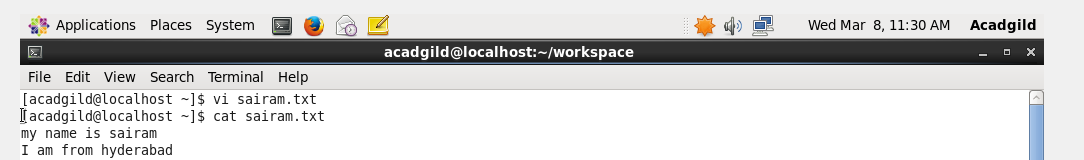 Applications Places System Wed Mar 8, 11:30 AM Acadgild
acadgild@localhost:~/workspace
File Edit View Search Terminal Help
[acadgild@localhost ~]$ vi sairam.txt
[acadgild@localhost ~]$ cat sairam.txt
my name is sairam
I am from hyderabad